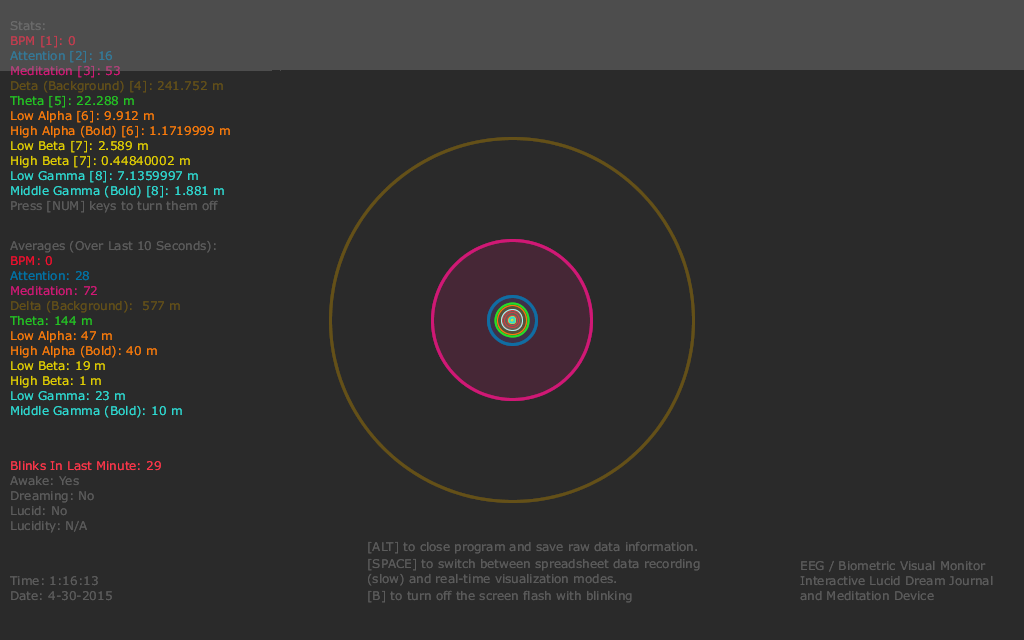 Stats:
BPM [1]: 0
Attention [2]: 16
Meditation [3]: 53
Deta (Background) [4]: 241.752 m
Theta [5]: 22.288 m
Low Alpha [6]: 9.912 m
High Alpha (Bold) [6]: 1.1719999 m
Low Beta [7]: 2.589 m
High Beta [7]: 0.44840002 m
Low Gamma [8]: 7.1359997 m
Middle Gamma (Bold) [8]: 1.881 m
Press [NUM] keys to turn them off
Averages (Over Last 10 Seconds):
BPM: 0
Attention: 28
Meditation: 72
Delta (Background): 577 m
Theta: 144 m
Low Alpha: 47 m
High Alpha (Bold): 40 m
Low Beta: 19 m
High Beta: 1 m
Low Gamma: 23 m
Middle Gamma (Bold): 10 m
Blinks In Last Minute: 29
Awake: Yes
Dreaming: No
Lucid: No
Lucidity: N/A
Time: 1:16:13
Date: 4-30-2015
[ALT] to close program and save raw data information.
[SPACE] to switch between spreadsheet data recording
(slow) and real-time visualization modes.
[B] to turn off the screen flash with blinking
EEG / Biometric Visual Monitor
Interactive Lucid Dream Journal
and Meditation Device